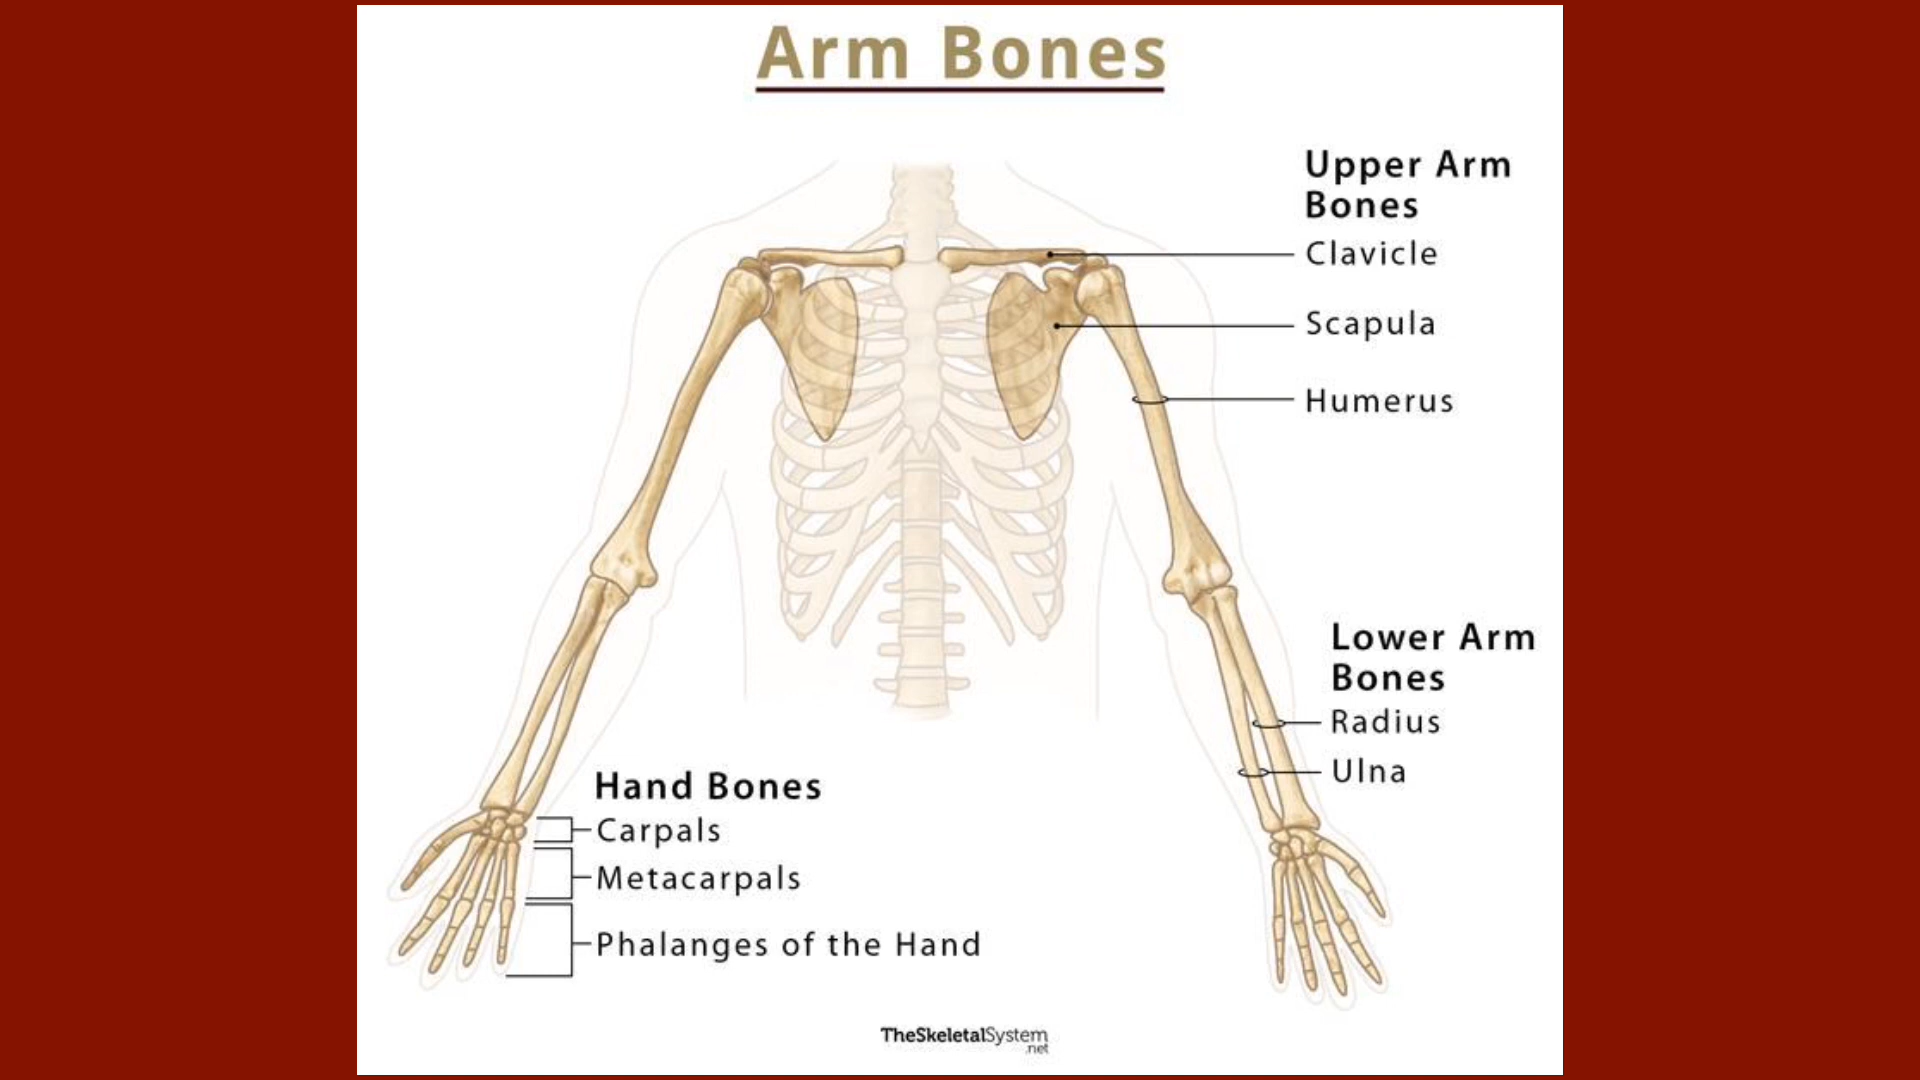 Arm Bones
Upper Arm
Bones
Clavicle
Scapula
Humerus
Lower Arm
Bones
Radius
Ulna
Hand Bones
Carpals
Metacarpals
Phalanges of the Hand
TheSkeletalSystem
.net